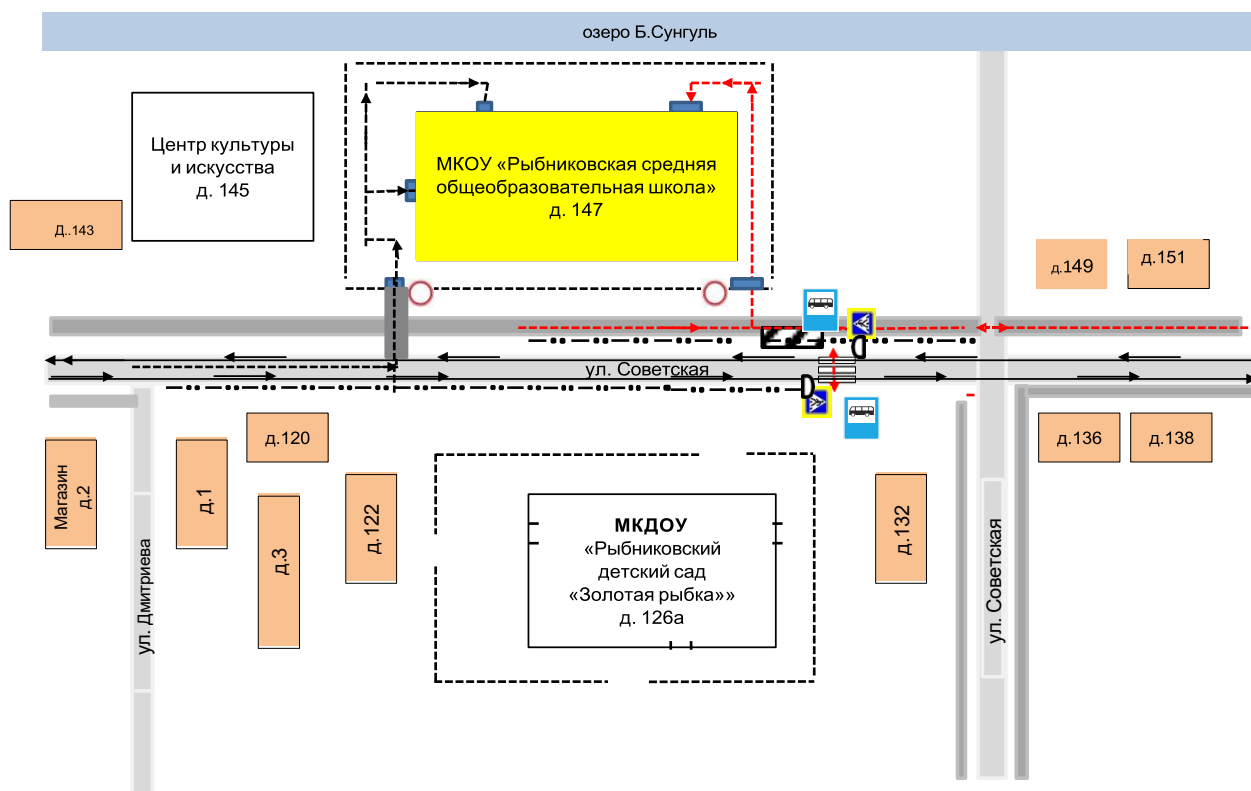 озеро Б.Сунгуль
Центр культуры
и искусства
д. 145
МКОУ «Рыбниковская средняя
общеобразовательная школа»
д. 147
Д..143
д.149
д.151
ул. Советская
д.120
д.136
д.138
Магазин
д.2
д.1
д.3
д.122
МКДОУ
«Рыбниковский
детский сад
«Золотая рыбка»»
д. 126а
д.132
ул. Дмитриева
ул. Советская